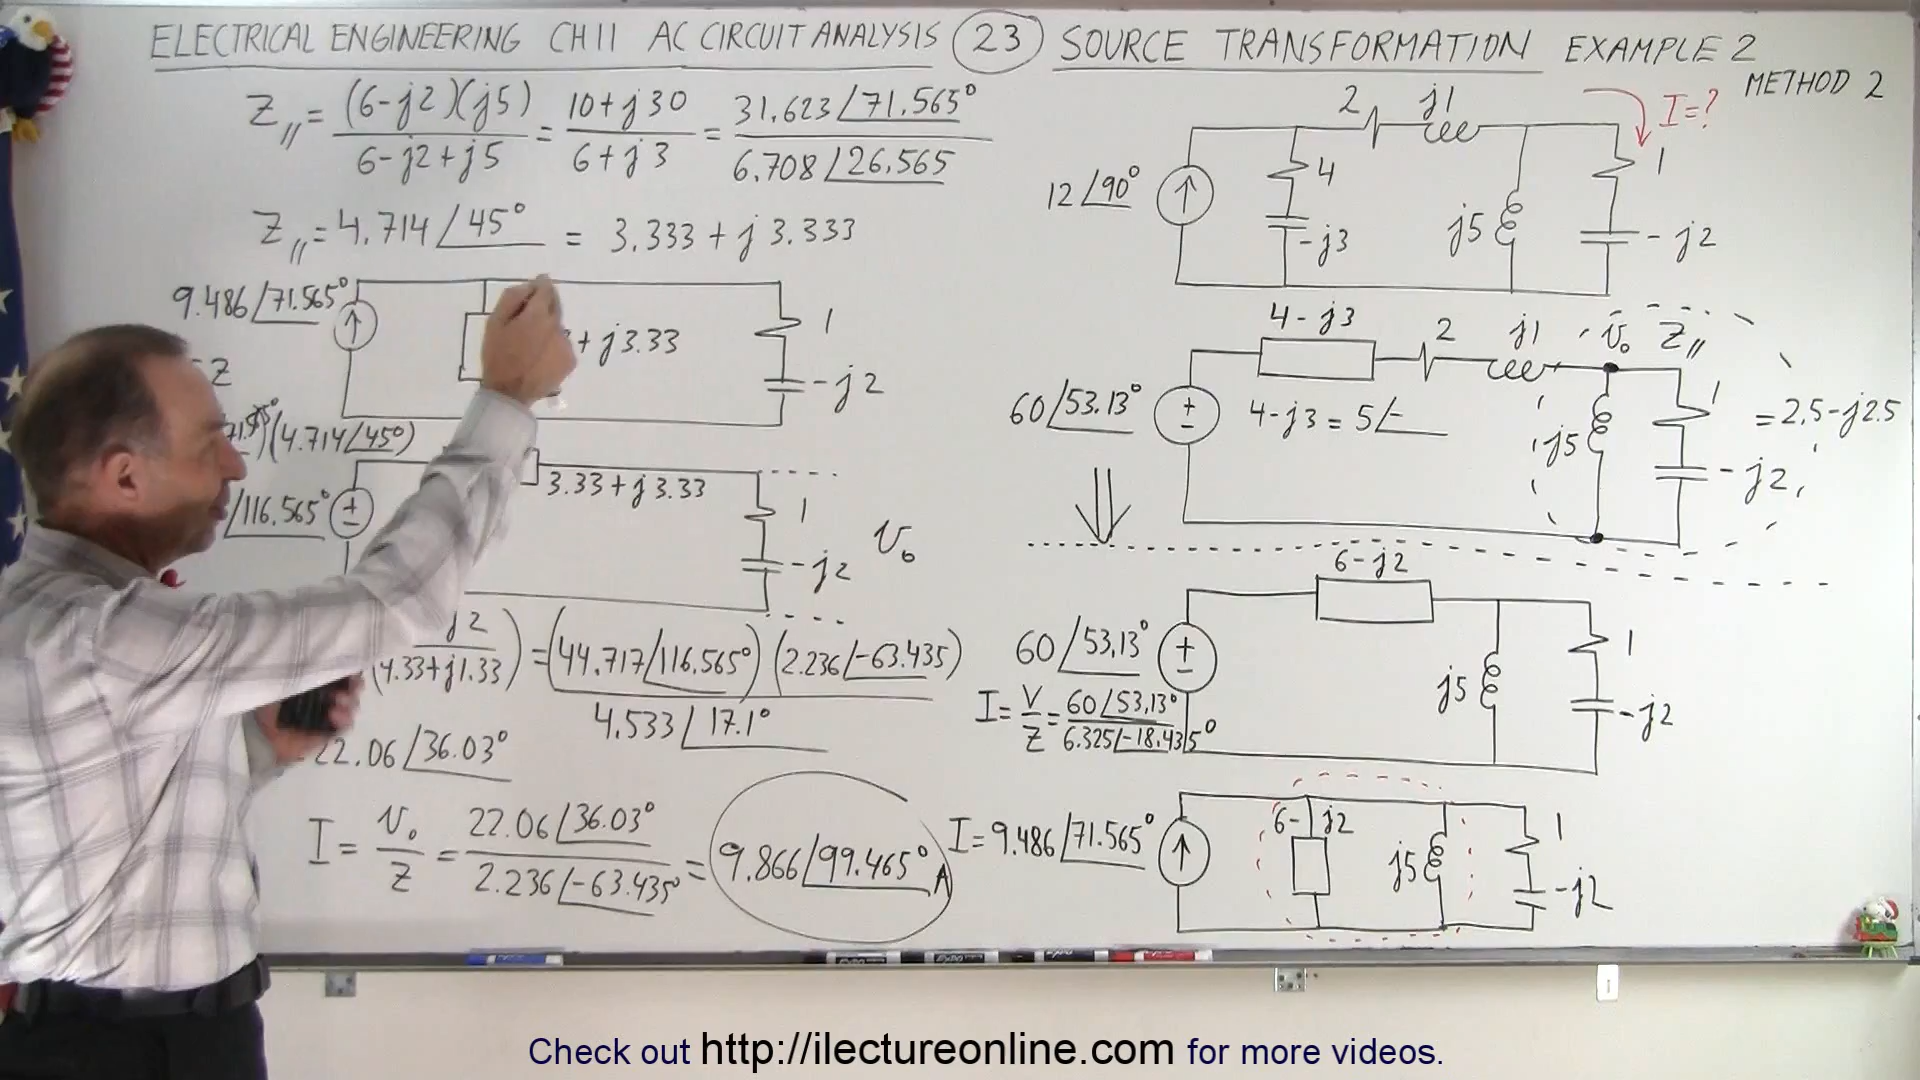 ELECTRICAL ENGINEERING CH 11 AC CIRCUIT ANALYSIS 23 SOURCE TRANSFORMATION EXAMPLE 2
METHOD 2
Z// = (6-j2)(j5) / 6-j2+j5 = 10+j30 / 6+j3 = 31.623∠71.565° / 6.708∠26.565
Z// = 4.714∠45° = 3.333 + j3.333
9.486∠71.565°
+ j3.33
1
-j2
Z
(4.714∠45°)
∠116.565°
+
-
3.33+j3.33
1
-j2
v₀
j2 / 4.33+j1.33) = (44.717∠116.565°)(2.236∠-63.435) / 4.533∠17.1°
22.06∠36.03°
I = v₀ / Z = 22.06∠36.03° / 2.236∠-63.435° = 9.866∠99.465° A
I=?
2
j1
12∠90°
4
-j3
j5
1
-j2
4-j3
2
j1
v₀
Z//
60∠53.13°
+
-
4-j3 = 5∠-
j5
1
-j2
= 2.5-j2.5
6-j2
60∠53.13°
+
-
j5
1
-j2
I = V / Z = 60∠53.13° / 6.325∠-18.435°
I = 9.486∠71.565°
6-j2
j5
1
-j2
EXPO
Check out http://ilectureonline.com for more videos.